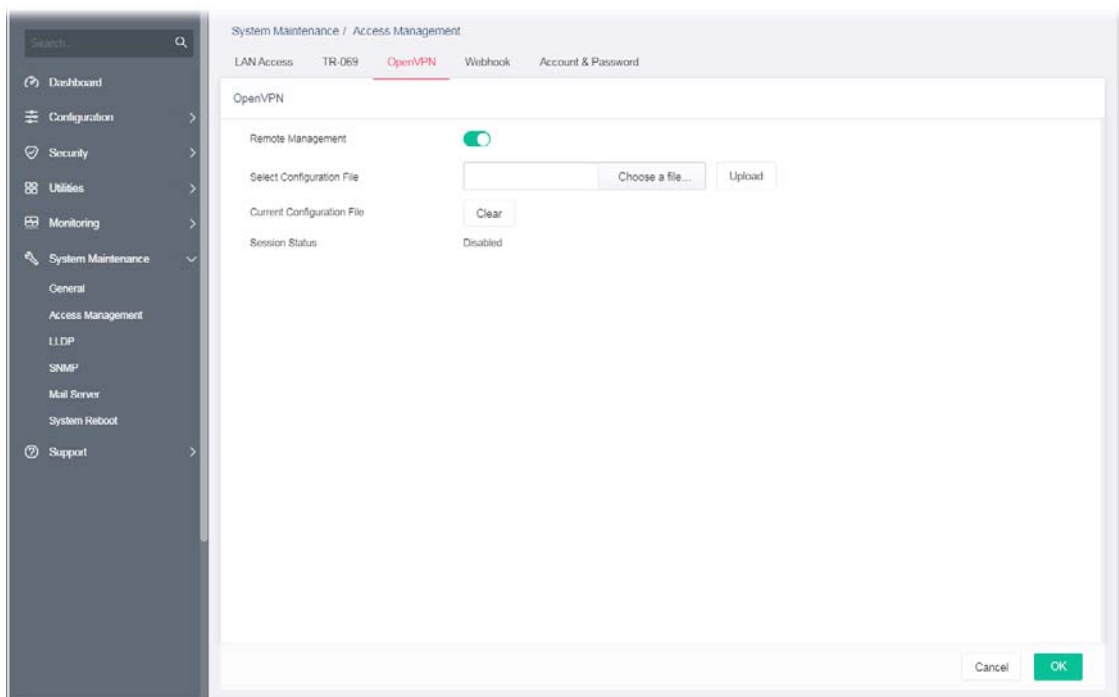 Search...
Dashboard
Configuration
Security
Utilities
Monitoring
System Maintenance
General
Access Management
LLDP
SNMP
Mail Server
System Reboot
Support
System Maintenance / Access Management
LAN Access TR-069 OpenVPN Webhook Account & Password
OpenVPN
Remote Management
Select Configuration File Choose a file... Upload
Current Configuration File Clear
Session Status Disabled
Cancel OK